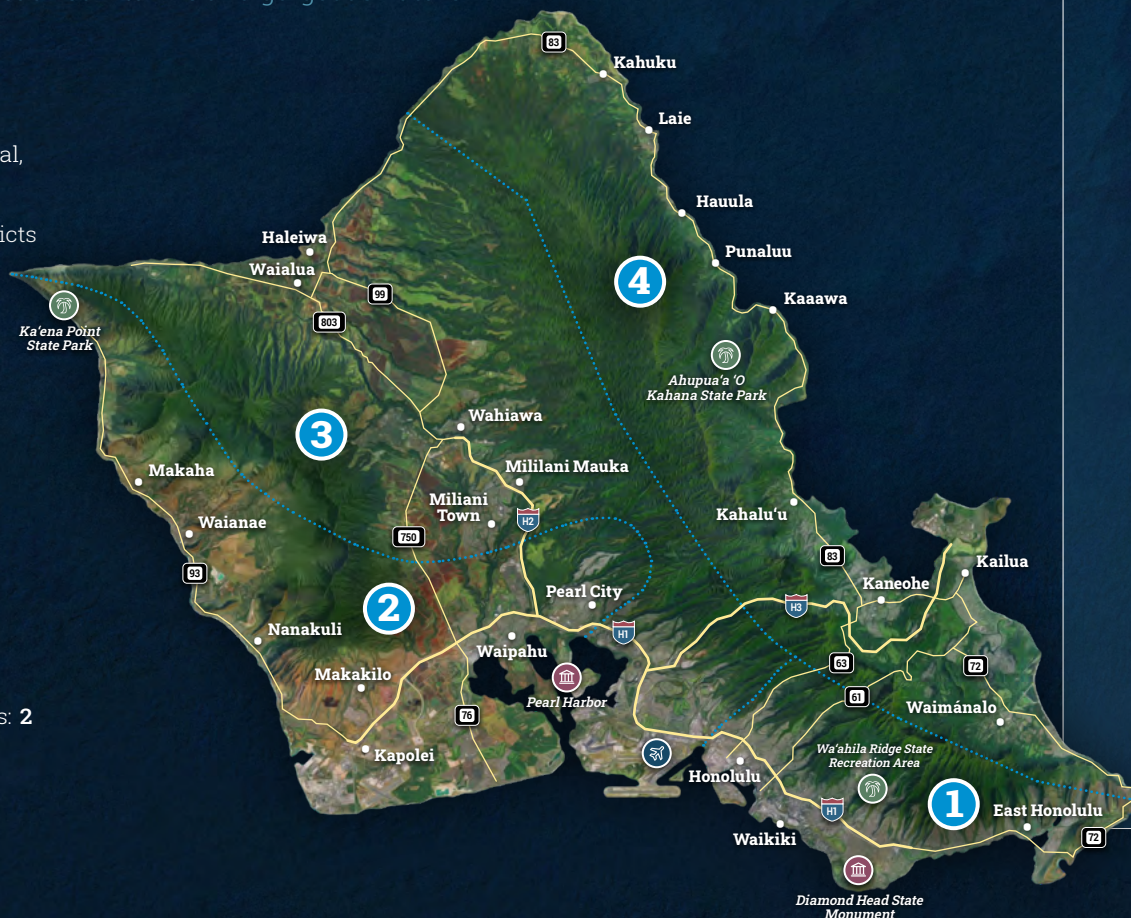 83
Kahuku
Laie
al,
Hauula
icts
Haleiwa
Punaluu
Waialua
4
99
Kaaawa
803
Ka‘ena Point
State Park
Ahupua‘a ‘O
Kahana State Park
Wahiawa
3
Mililani Mauka
Makaha
Miliani
Town
Kahalu‘u
H2
Waianae
750
83
Kailua
93
Kaneohe
Pearl City
H3
2
Nanakuli
H1
Waipahu
63
72
Makakilo
Pearl Harbor
61
Waimánalo
s: 2
76
Kapolei
Wa‘ahila Ridge State
Recreation Area
Honolulu
1
H1
East Honolulu
Waikiki
72
Diamond Head State
Monument